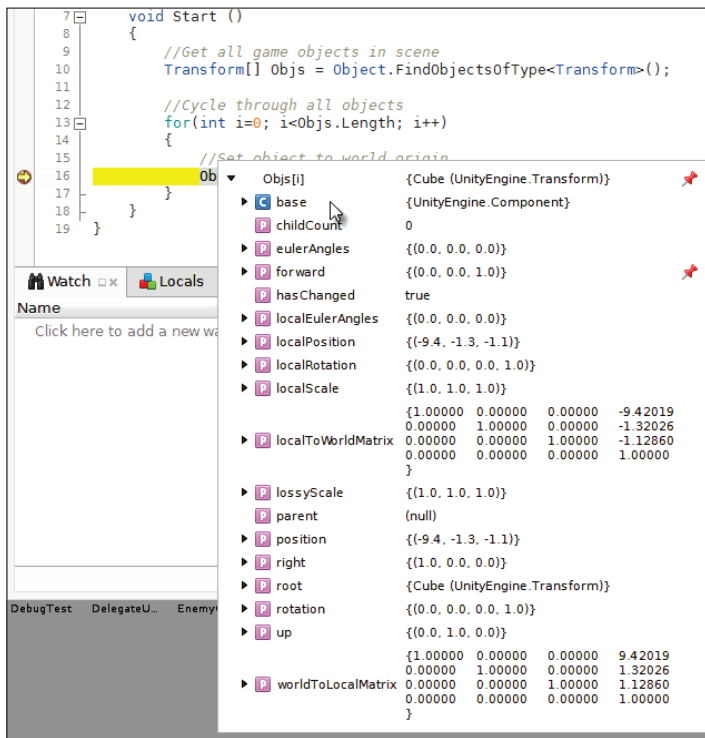 7 void Start ()
8 {
9 //Get all game objects in scene
10 Transform[] Objs = Object.FindObjectsOfType<Transform>();
11
12 //Cycle through all objects
13 for(int i=0; i<Objs.Length; i++)
14 {
15 //Set object to world origin
16 Ob
17 }
18 }
19 }
Objs[i] {Cube (UnityEngine.Transform)}
C base {UnityEngine.Component}
P childCount 0
P eulerAngles {(0.0, 0.0, 0.0)}
P forward {(0.0, 0.0, 1.0)}
P hasChanged true
P localEulerAngles {(0.0, 0.0, 0.0)}
P localPosition {(-9.4, -1.3, -1.1)}
P localRotation {(0.0, 0.0, 0.0, 1.0)}
P localScale {(1.0, 1.0, 1.0)}
P localToWorldMatrix {1.00000 0.00000 0.00000 -9.42019
0.00000 1.00000 0.00000 -1.32026
0.00000 0.00000 1.00000 -1.12860
0.00000 0.00000 0.00000 1.00000
}
P lossyScale {(1.0, 1.0, 1.0)}
P parent (null)
P position {(-9.4, -1.3, -1.1)}
P right {(1.0, 0.0, 0.0)}
P root {Cube (UnityEngine.Transform)}
P rotation {(0.0, 0.0, 0.0, 1.0)}
P up {(0.0, 1.0, 0.0)}
P worldToLocalMatrix {1.00000 0.00000 0.00000 9.42019
0.00000 1.00000 0.00000 1.32026
0.00000 0.00000 1.00000 1.12860
0.00000 0.00000 0.00000 1.00000
}
Watch Locals
Name
Click here to add a new wa
DebugTest DelegateU... Enemy